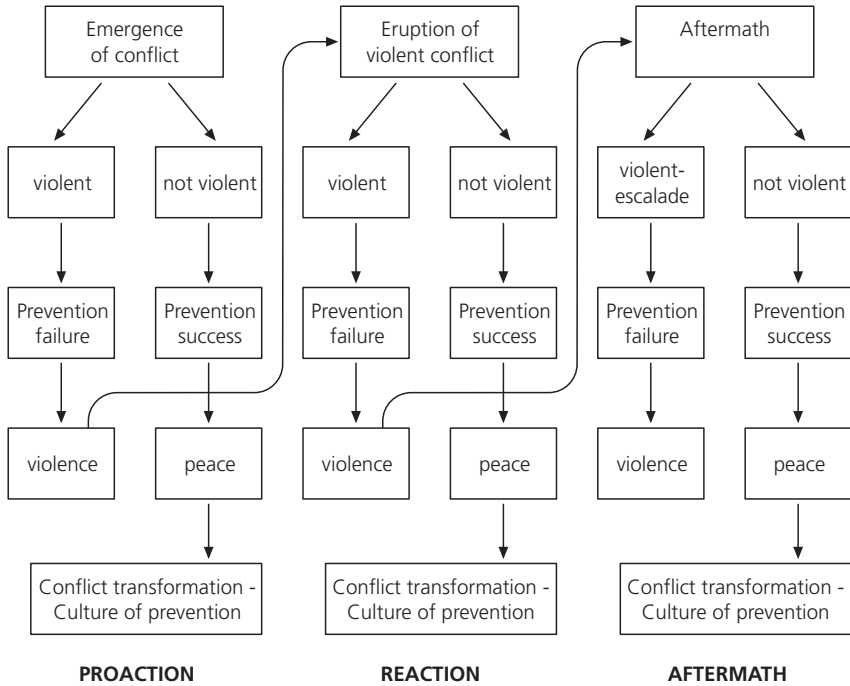 Emergence
of conflict
Eruption of
violent conflict
Aftermath
violent
not violent
violent
not violent
violent-
escalade
not violent
Prevention
failure
Prevention
success
Prevention
failure
Prevention
success
Prevention
failure
Prevention
success
violence
peace
violence
peace
violence
peace
Conflict transformation -
Culture of prevention
Conflict transformation -
Culture of prevention
Conflict transformation -
Culture of prevention
PROACTION
REACTION
AFTERMATH